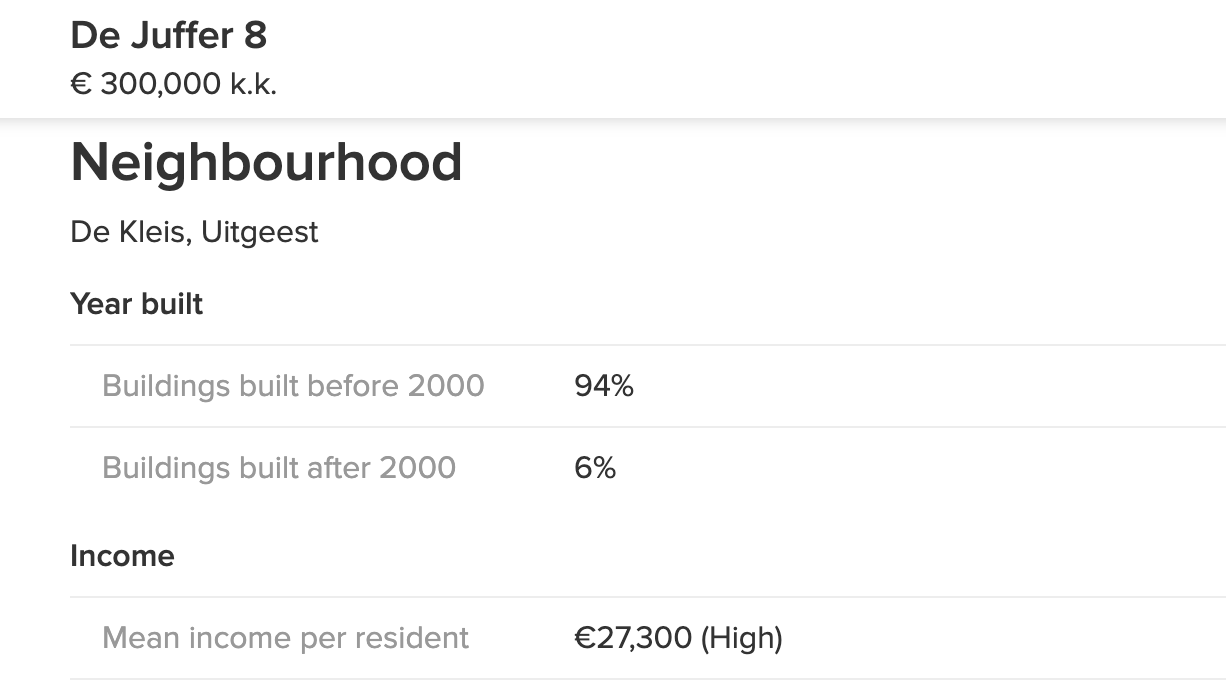 De Juffer 8
€ 300,000 k.k.
Neighbourhood
De Kleis, Uitgeest
Year built
Buildings built before 2000 94%
Buildings built after 2000 6%
Income
Mean income per resident €27,300 (High)